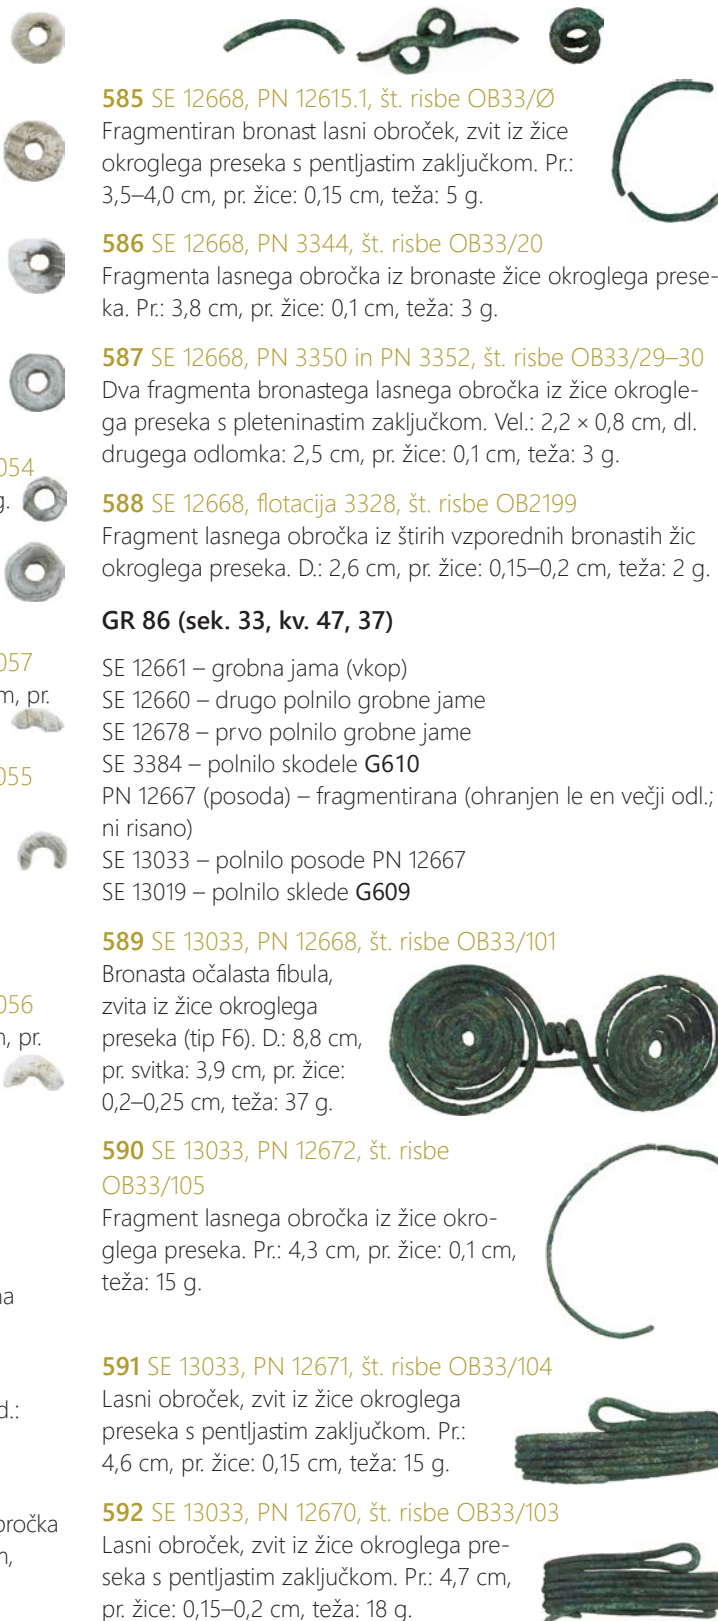 054
g.
057
m, pr.
055
056
n, pr.
na
d.:
bročka
n,
585 SE 12668, PN 12615.1, št. risbe OB33/Ø
Fragmentiran bronast lasni obroček, zvit iz žice
okroglega preseka s pentljastim zaključkom. Pr.:
3,5–4,0 cm, pr. žice: 0,15 cm, teža: 5 g.
586 SE 12668, PN 3344, št. risbe OB33/20
Fragmenta lasnega obročka iz bronaste žice okroglega prese-
ka. Pr.: 3,8 cm, pr. žice: 0,1 cm, teža: 3 g.
587 SE 12668, PN 3350 in PN 3352, št. risbe OB33/29–30
Dva fragmenta bronastega lasnega obročka iz žice okrogle-
ga preseka s pleteninastim zaključkom. Vel.: 2,2 × 0,8 cm, dl.
drugega odlomka: 2,5 cm, pr. žice: 0,1 cm, teža: 3 g.
588 SE 12668, flotacija 3328, št. risbe OB2199
Fragment lasnega obročka iz štirih vzporednih bronastih žic
okroglega preseka. D.: 2,6 cm, pr. žice: 0,15–0,2 cm, teža: 2 g.
GR 86 (sek. 33, kv. 47, 37)
SE 12661 – grobna jama (vkop)
SE 12660 – drugo polnilo grobne jame
SE 12678 – prvo polnilo grobne jame
SE 3384 – polnilo skodele G610
PN 12667 (posoda) – fragmentirana (ohranjen le en večji odl.;
ni risano)
SE 13033 – polnilo posode PN 12667
SE 13019 – polnilo sklede G609
589 SE 13033, PN 12668, št. risbe OB33/101
Bronasta očalasta fibula,
zvita iz žice okroglega
preseka (tip F6). D.: 8,8 cm,
pr. svitka: 3,9 cm, pr. žice:
0,2–0,25 cm, teža: 37 g.
590 SE 13033, PN 12672, št. risbe
OB33/105
Fragment lasnega obročka iz žice okro-
glega preseka. Pr.: 4,3 cm, pr. žice: 0,1 cm,
teža: 15 g.
591 SE 13033, PN 12671, št. risbe OB33/104
Lasni obroček, zvit iz žice okroglega
preseka s pentljastim zaključkom. Pr.:
4,6 cm, pr. žice: 0,15 cm, teža: 15 g.
592 SE 13033, PN 12670, št. risbe OB33/103
Lasni obroček, zvit iz žice okroglega pre-
seka s pentljastim zaključkom. Pr.: 4,7 cm,
pr. žice: 0,15–0,2 cm, teža: 18 g.